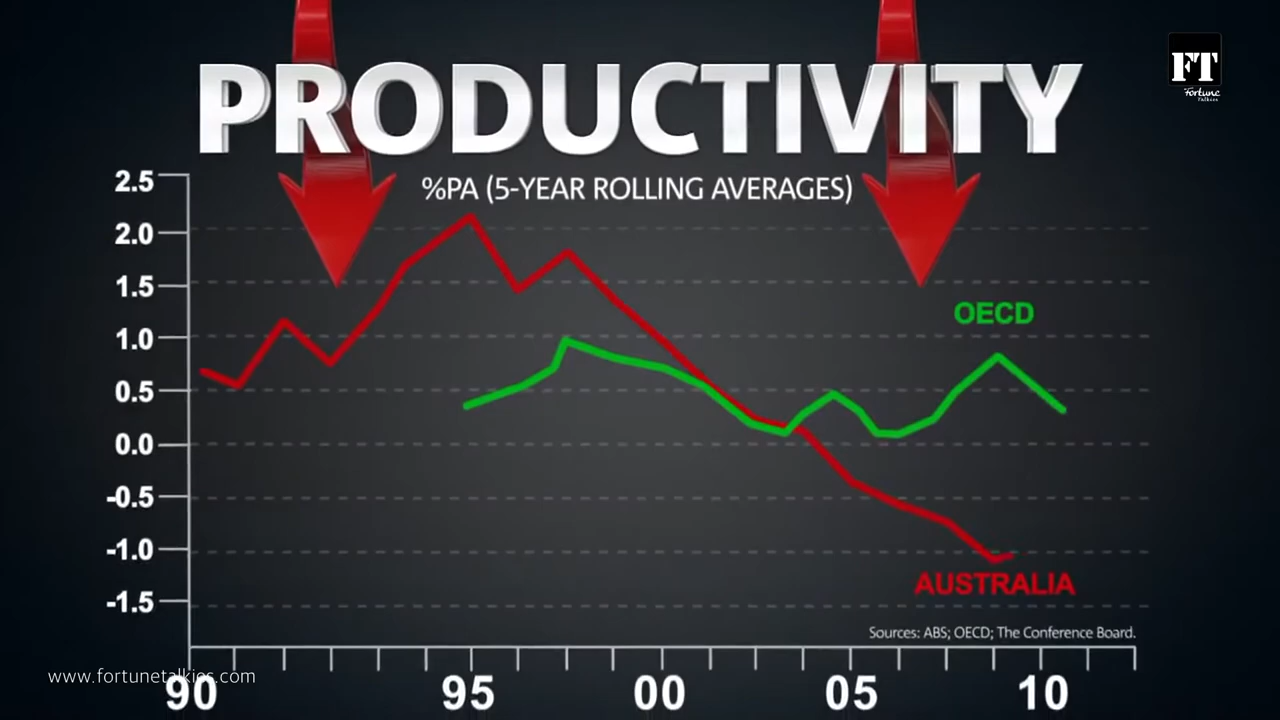 PRODUCTIVITY
FT
Fortune
Talkies
%PA (5-YEAR ROLLING AVERAGES)
2.5
2.0
1.5
1.0
0.5
0.0
-0.5
-1.0
-1.5
OECD
AUSTRALIA
Sources: ABS; OECD; The Conference Board.
www.fortunetalkies.com
90 95 00 05 10